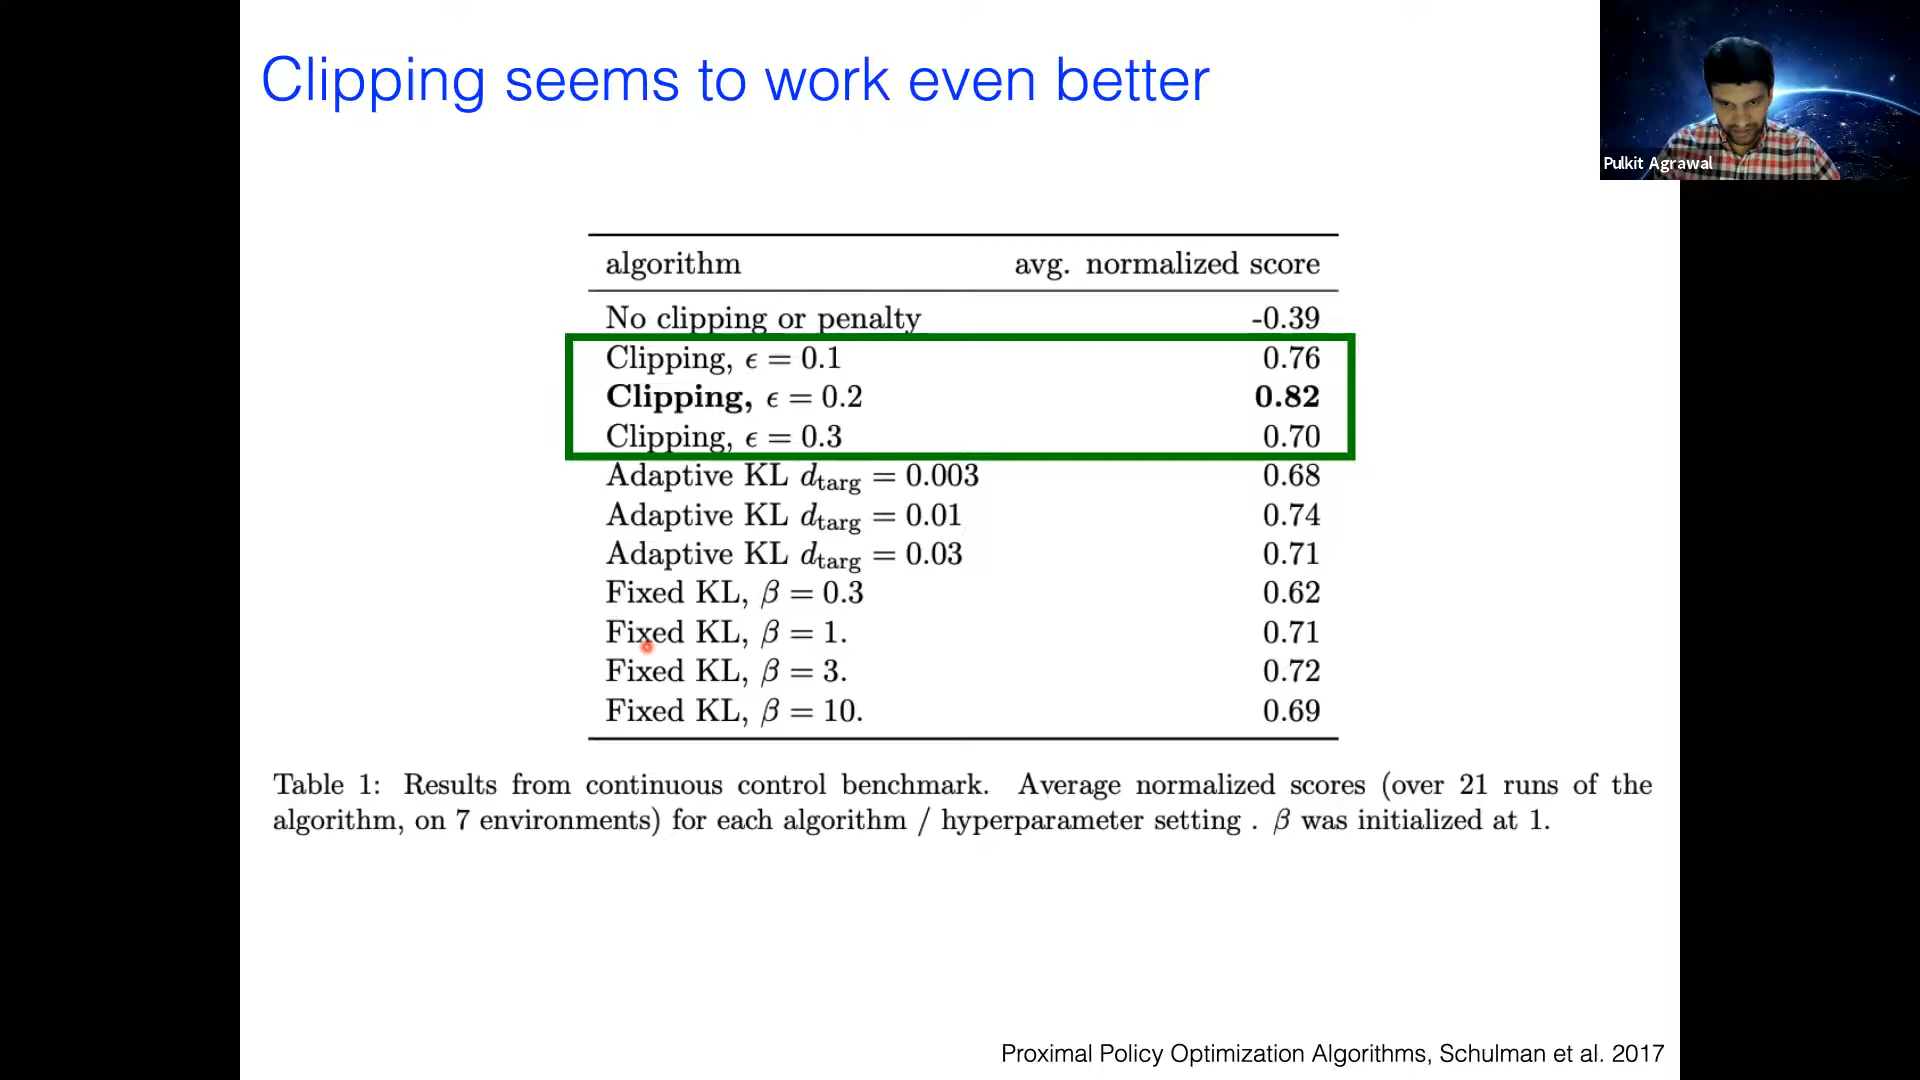 Clipping seems to work even better
Pulkit Agrawal
algorithm avg. normalized score
No clipping or penalty -0.39
Clipping, ϵ = 0.1 0.76
Clipping, ϵ = 0.2 0.82
Clipping, ϵ = 0.3 0.70
Adaptive KL d_targ = 0.003 0.68
Adaptive KL d_targ = 0.01 0.74
Adaptive KL d_targ = 0.03 0.71
Fixed KL, β = 0.3 0.62
Fixed KL, β = 1. 0.71
Fixed KL, β = 3. 0.72
Fixed KL, β = 10. 0.69
Table 1: Results from continuous control benchmark. Average normalized scores (over 21 runs of the
algorithm, on 7 environments) for each algorithm / hyperparameter setting . β was initialized at 1.
Proximal Policy Optimization Algorithms, Schulman et al. 2017